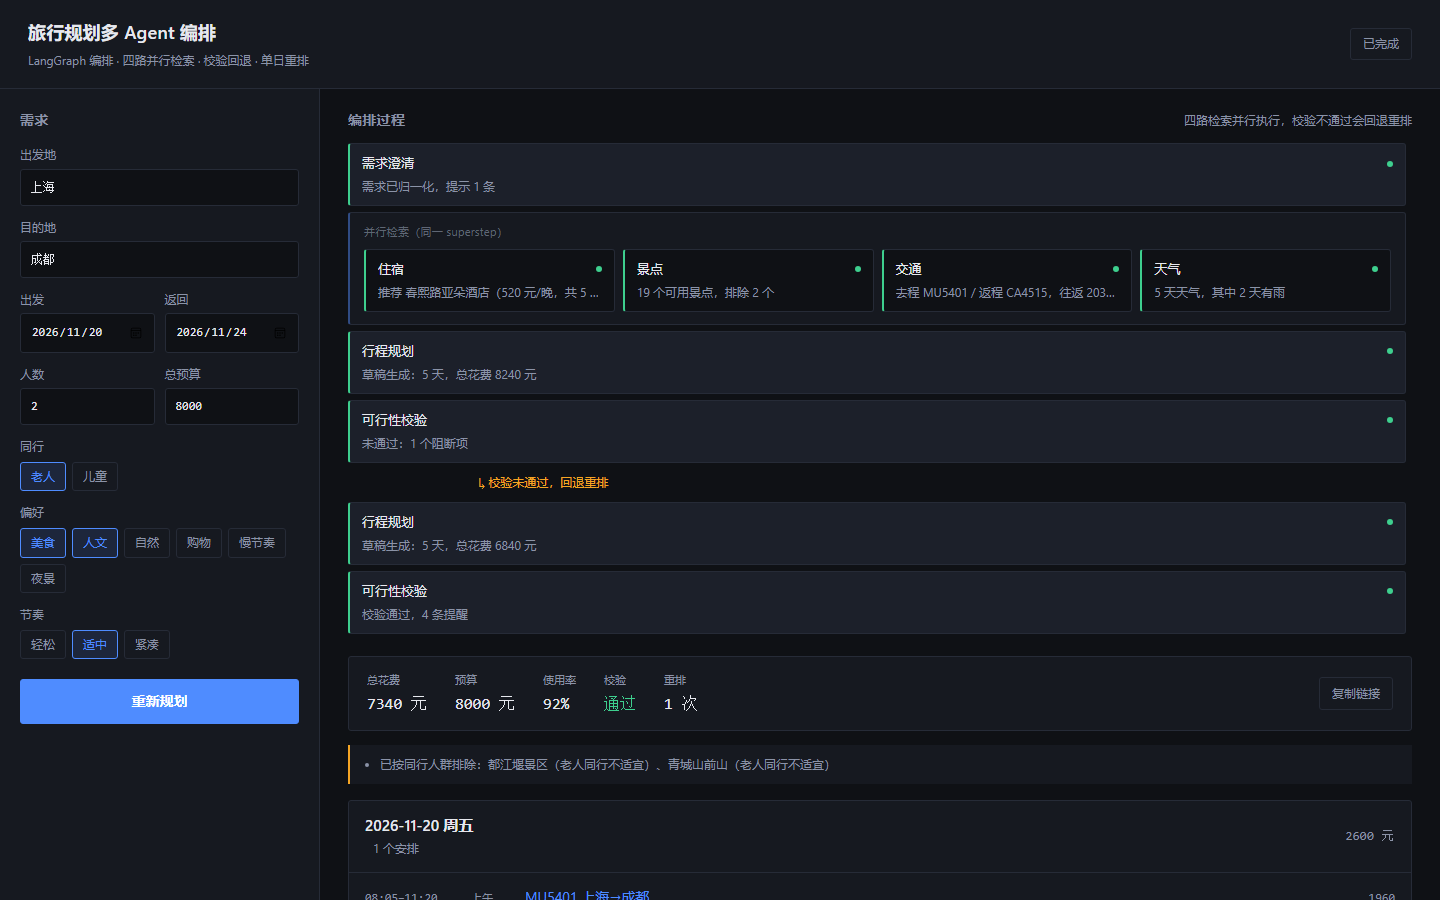 旅行规划多 Agent 编排
LangGraph 编排 · 四路并行检索 · 校验回退 · 单日重排
已完成
需求
出发地
上海
目的地
成都
出发
返回
2026/11/20
2026/11/24
人数
总预算
2
8000
同行
老人
儿童
偏好
美食
人文
自然
购物
慢节奏
夜景
节奏
轻松
适中
紧凑
重新规划
编排过程
四路检索并行执行，校验不通过会回退重排
需求澄清
需求已归一化，提示 1 条
并行检索（同一 superstep）
住宿
推荐 春熙路亚朵酒店（520 元/晚，共 5 ...
景点
19 个可用景点，排除 2 个
交通
去程 MU5401 / 返程 CA4515，往返 203...
天气
5 天天气，其中 2 天有雨
行程规划
草稿生成：5 天，总花费 8240 元
可行性校验
未通过：1 个阻断项
↳ 校验未通过，回退重排
行程规划
草稿生成：5 天，总花费 6840 元
可行性校验
校验通过，4 条提醒
总花费
7340 元
预算
8000 元
使用率
92%
校验
通过
重排
1 次
复制链接
• 已按同行人群排除：都江堰景区（老人同行不适宜）、青城山前山（老人同行不适宜）
2026-11-20 周五
1 个安排
2600 元
08:05-11:20
上午
MU5401 上海→成都
1960